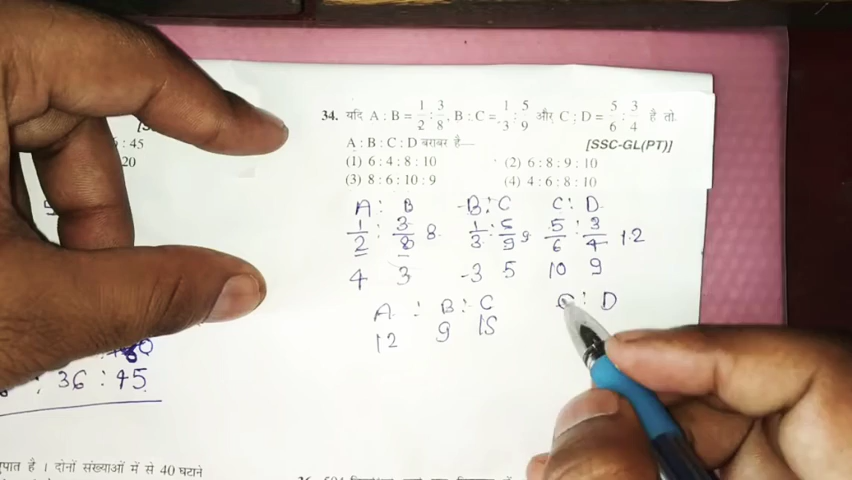 : 45
20
34. यदि A : B = 1/2 : 3/8, B : C = 1/3 : 5/9 और C : D = 5/6 : 3/4 है तो
A : B : C : D बराबर है—
[SSC-GL(PT)]
(1) 6 : 4 : 8 : 10 (2) 6 : 8 : 9 : 10
(3) 8 : 6 : 10 : 9 (4) 4 : 6 : 8 : 10
A : B B : C C : D
1/2 : 3/8 8 1/3 : 5/9 9 5/6 : 3/4 12
4 3 3 5 10 9
A : B : C C : D
12 9 15
: 36 : 45
नुपात है । दोनों संख्याओं में से 40 घटाने